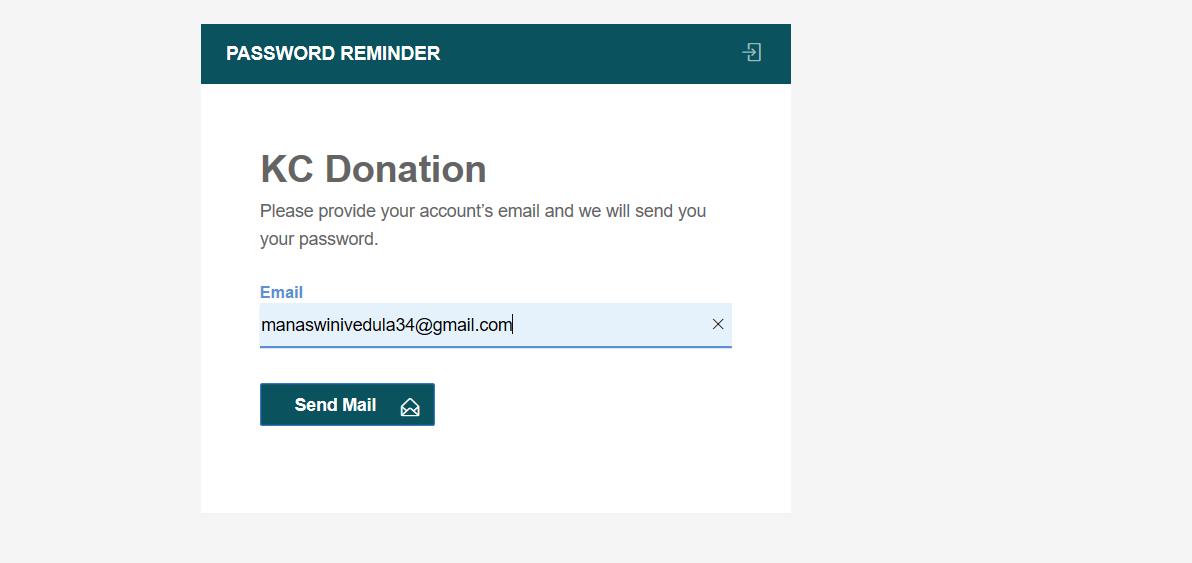 PASSWORD REMINDER
KC Donation
Please provide your account’s email and we will send you
your password.
Email
manaswinivedula34@gmail.com
Send Mail